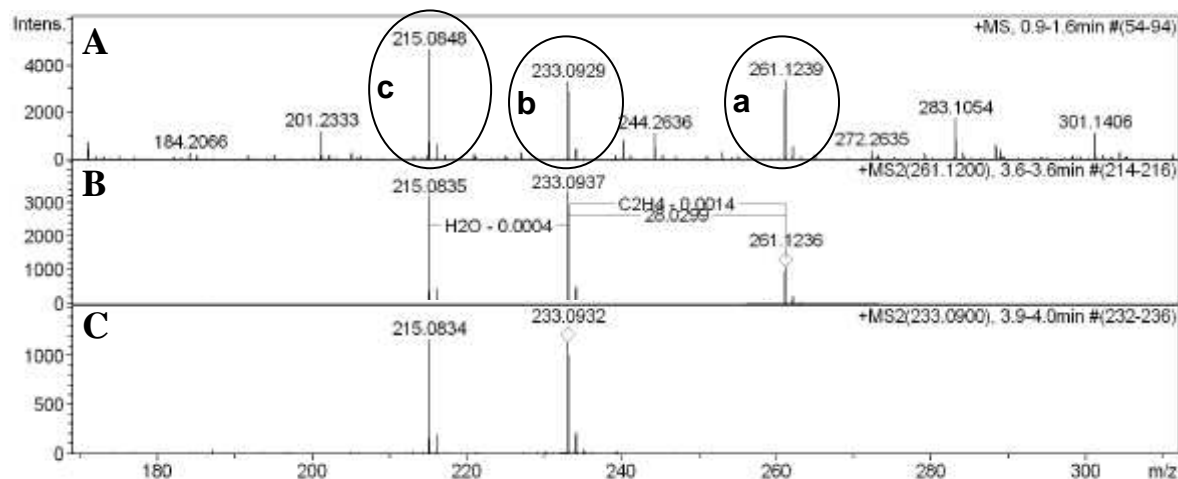 Intens.
A
+MS, 0.9-1.6min #(54-94)
4000
2000
0
184.2066
201.2333
215.0848
c
233.0929
b
244.2636
261.1239
a
272.2635
283.1054
301.1406
B
+MS2(261.1200), 3.6-3.6min #(214-216)
3000
2000
1000
0
215.0835
H2O - 0.0004
233.0937
C2H4 - 0.0014
28.0299
261.1236
C
+MS2(233.0900), 3.9-4.0min #(232-236)
1000
500
0
215.0834
233.0932
180
200
220
240
260
280
300
m/z